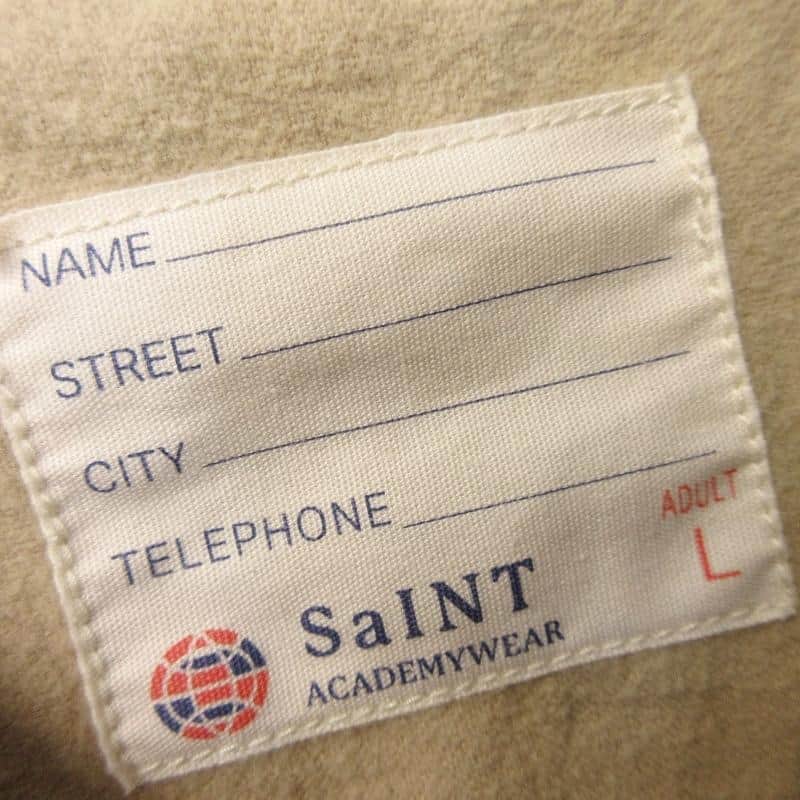 NAME
STREET
CITY
TELEPHONE
ADULT
L
SaINT
ACADEMYWEAR